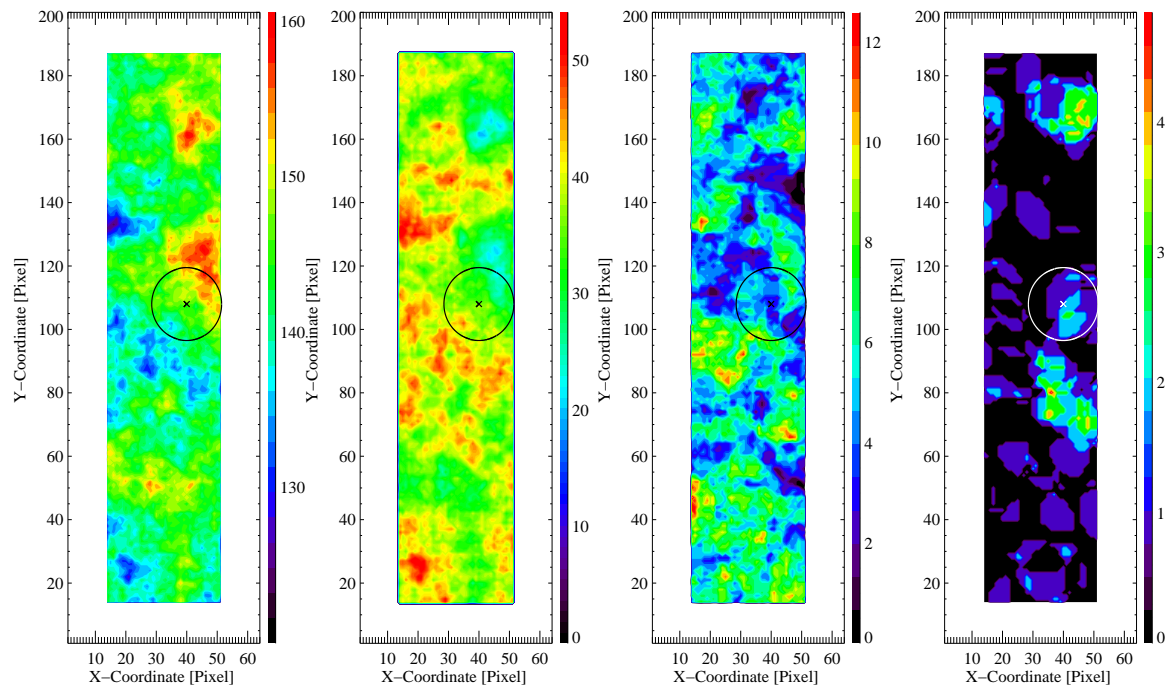 200 160 200 50 200 12 200 4
180 180 180 180
160 160 160 160
150 40 10
140 140 140 140
120 120 120 8 120 3
30
100 140 100 100 100
6
80 80 80 80 2
20
60 60 60 4 60
130
40 40 40 40 1
10
20 20 20 2 20
0 0 0
10 20 30 40 50 60 10 20 30 40 50 60 10 20 30 40 50 60 10 20 30 40 50 60
X-Coordinate [Pixel] X-Coordinate [Pixel] X-Coordinate [Pixel] X-Coordinate [Pixel]
Y-Coordinate [Pixel] Y-Coordinate [Pixel] Y-Coordinate [Pixel] Y-Coordinate [Pixel]